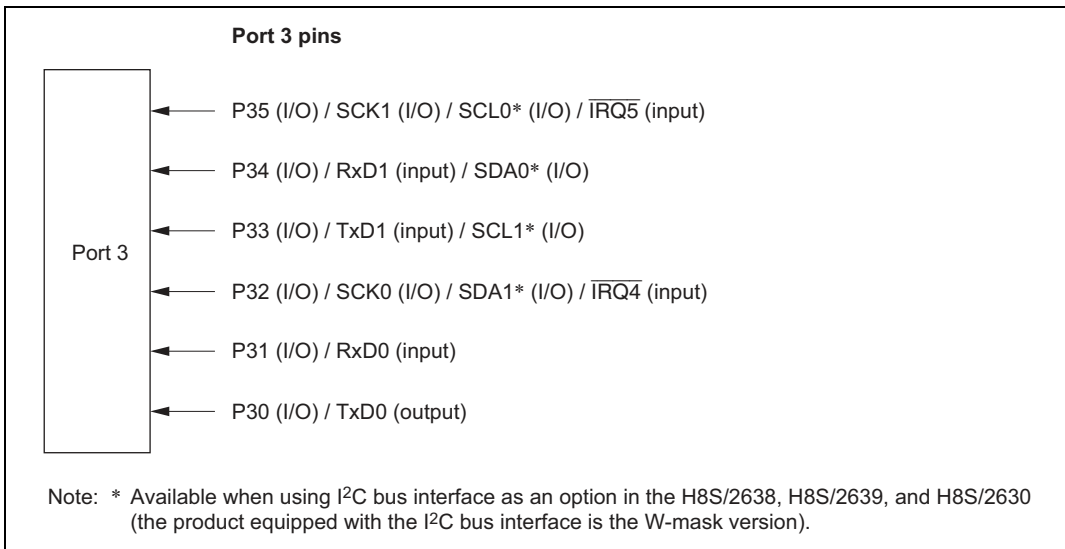 Port 3 pins
P35 (I/O) / SCK1 (I/O) / SCL0* (I/O) / I̅R̅Q̅5̅ (input)
P34 (I/O) / RxD1 (input) / SDA0* (I/O)
P33 (I/O) / TxD1 (input) / SCL1* (I/O)
Port 3
P32 (I/O) / SCK0 (I/O) / SDA1* (I/O) / I̅R̅Q̅4̅ (input)
P31 (I/O) / RxD0 (input)
P30 (I/O) / TxD0 (output)
Note: * Available when using I²C bus interface as an option in the H8S/2638, H8S/2639, and H8S/2630
(the product equipped with the I²C bus interface is the W-mask version).